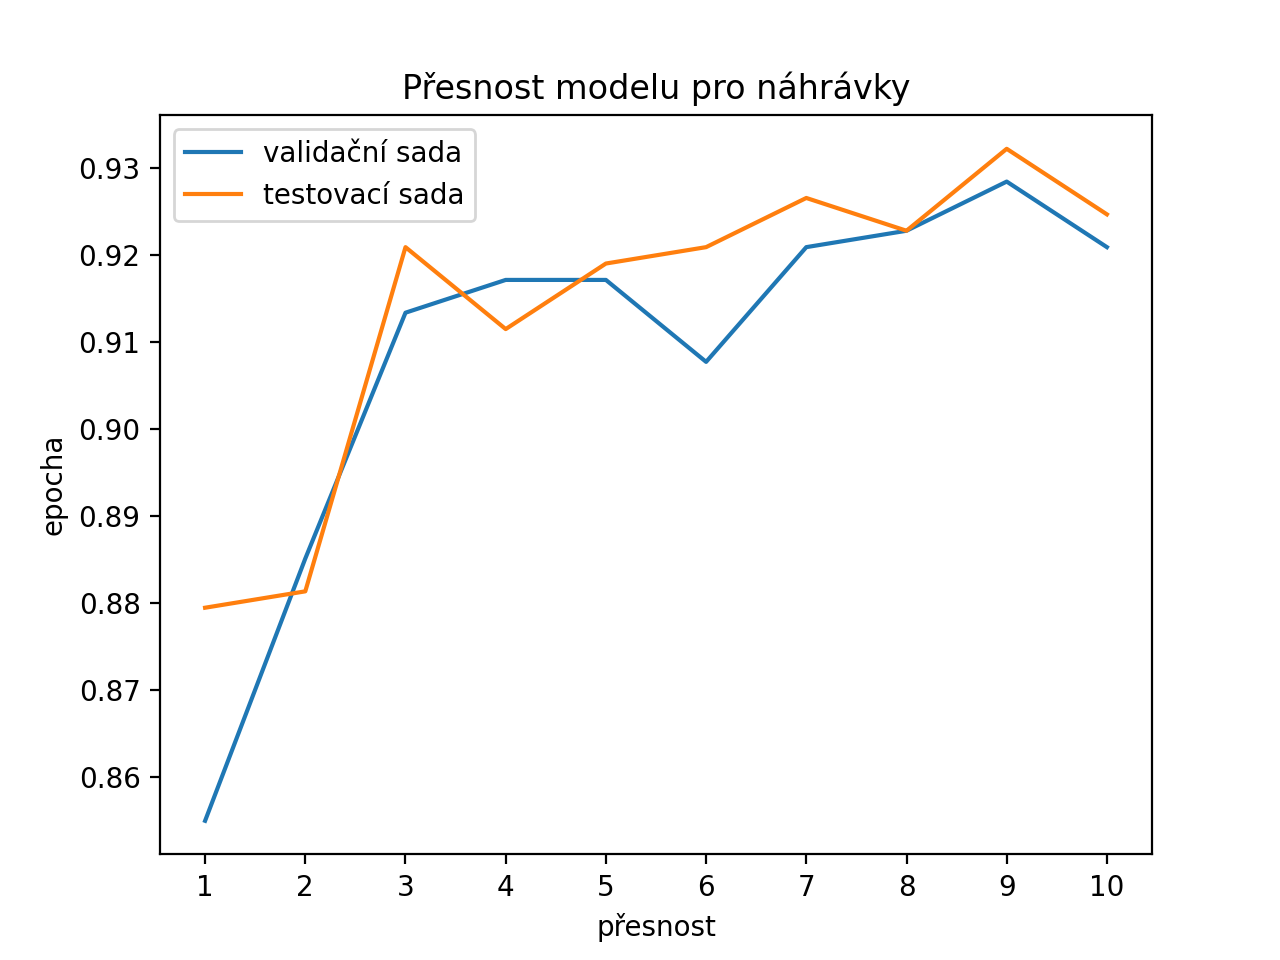 Přesnost modelu pro náhrávky
validační sada
testovací sada
0.93
0.92
0.91
0.90
0.89
0.88
0.87
0.86
epocha
1 2 3 4 5 6 7 8 9 10
přesnost